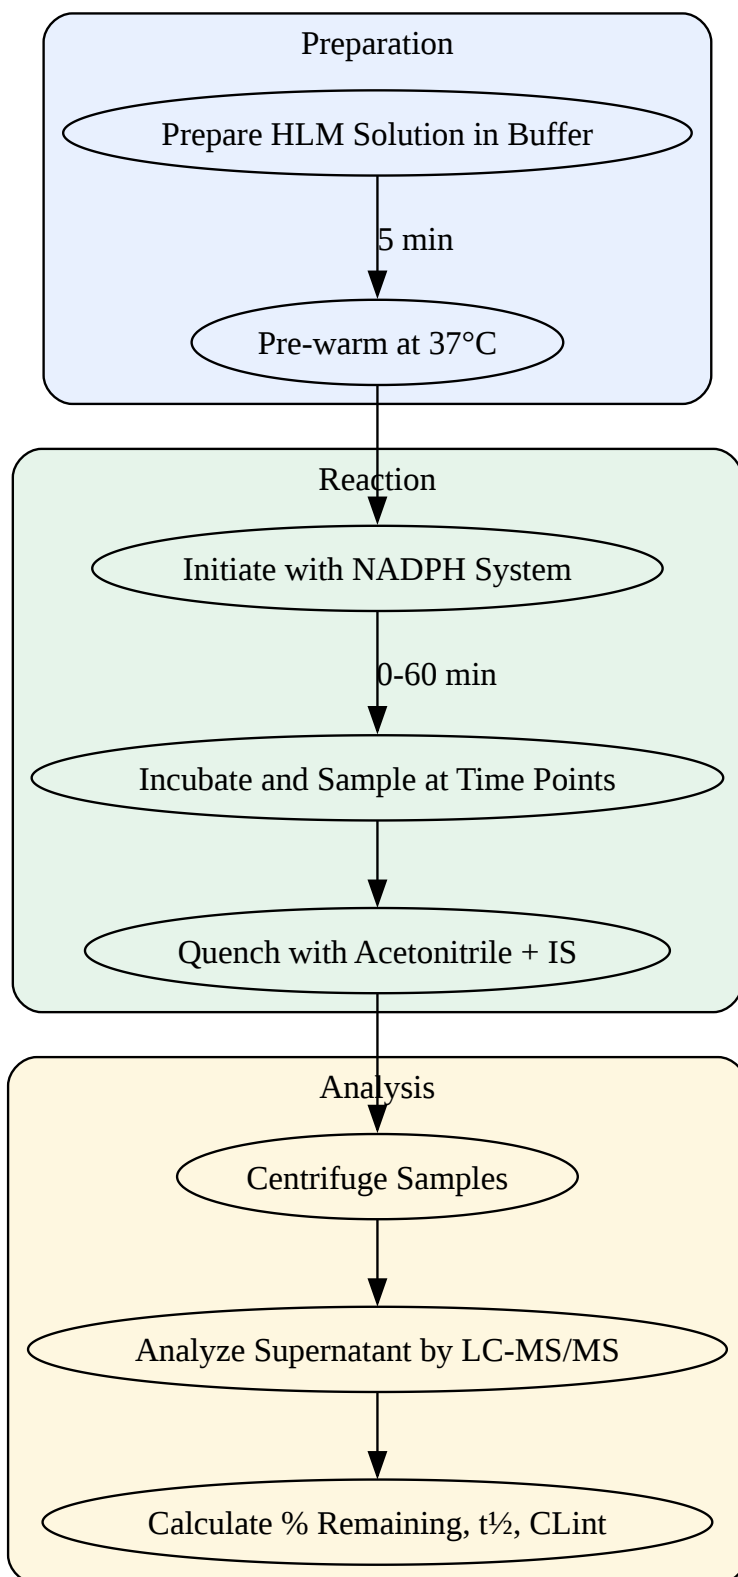 Preparation
Prepare HLM Solution in Buffer
5 min
Pre-warm at 37°C
Reaction
Initiate with NADPH System
0-60 min
Incubate and Sample at Time Points
Quench with Acetonitrile + IS
Analysis
Centrifuge Samples
Analyze Supernatant by LC-MS/MS
Calculate % Remaining, t½, CLint